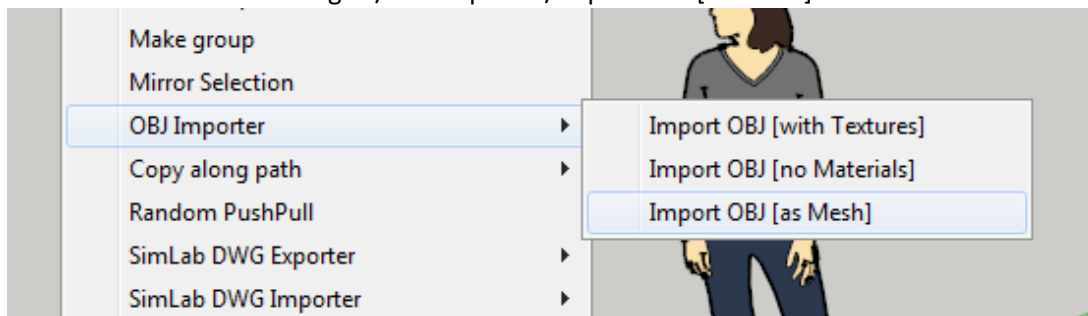 Make group
Mirror Selection
OBJ Importer
Import OBJ [with Textures]
Copy along path
Import OBJ [no Materials]
Random PushPull
Import OBJ [as Mesh]
SimLab DWG Exporter
SimLab DWG Importer